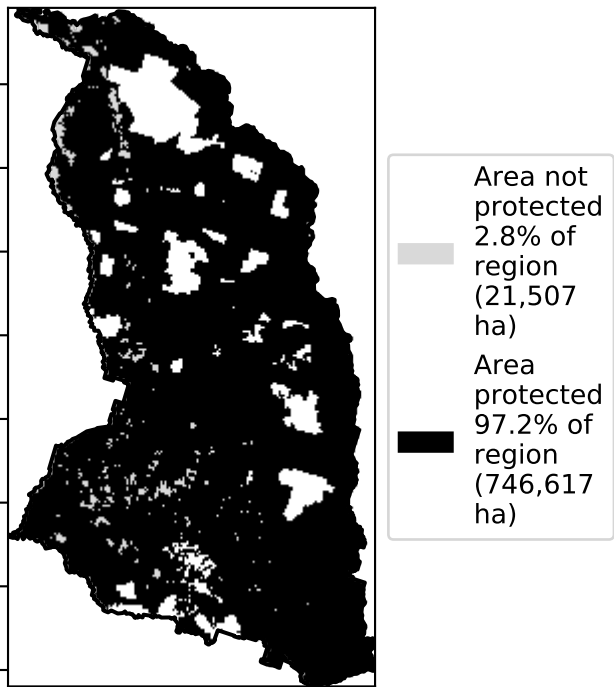 Area not
protected
2.8% of
region
(21,507
ha)
Area
protected
97.2% of
region
(746,617
ha)